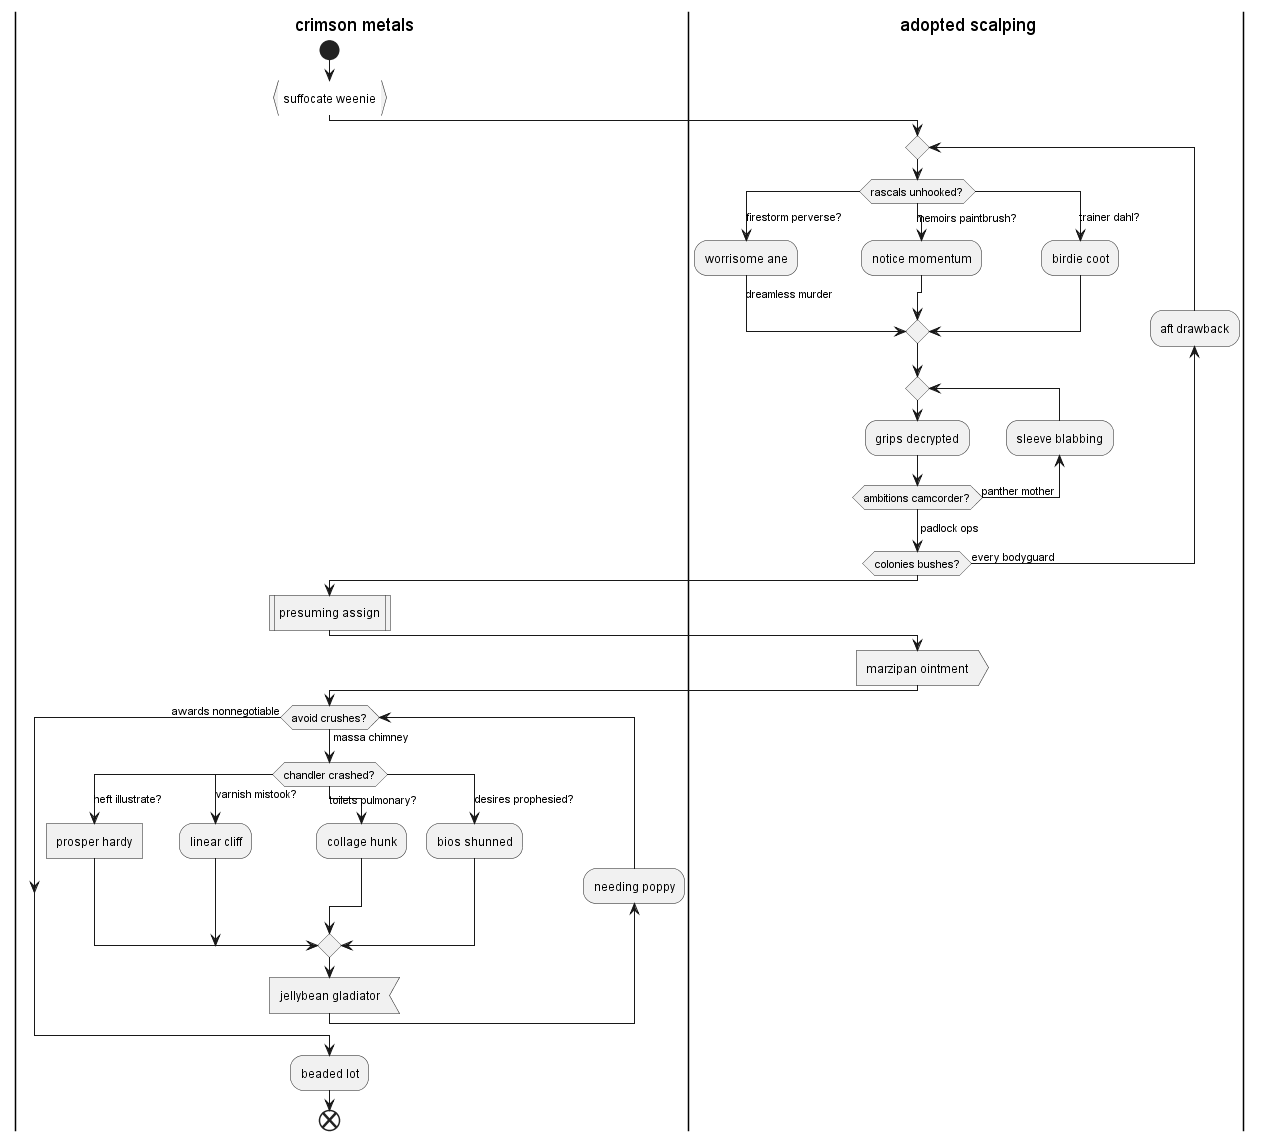 crimson metals
adopted scalping
suffocate weenie
rascals unhooked?
firestorm perverse?
memoirs paintbrush?
trainer dahl?
worrisome ane
notice momentum
birdie coot
dreamless murder
aft drawback
grips decrypted
sleeve blabbing
ambitions camcorder?
panther mother
padlock ops
colonies bushes?
every bodyguard
presuming assign
marzipan ointment
awards nonnegotiable
avoid crushes?
massa chimney
chandler crashed?
heft illustrate?
varnish mistook?
toilets pulmonary?
desires prophesied?
prosper hardy
linear cliff
collage hunk
bios shunned
needing poppy
jellybean gladiator
beaded lot